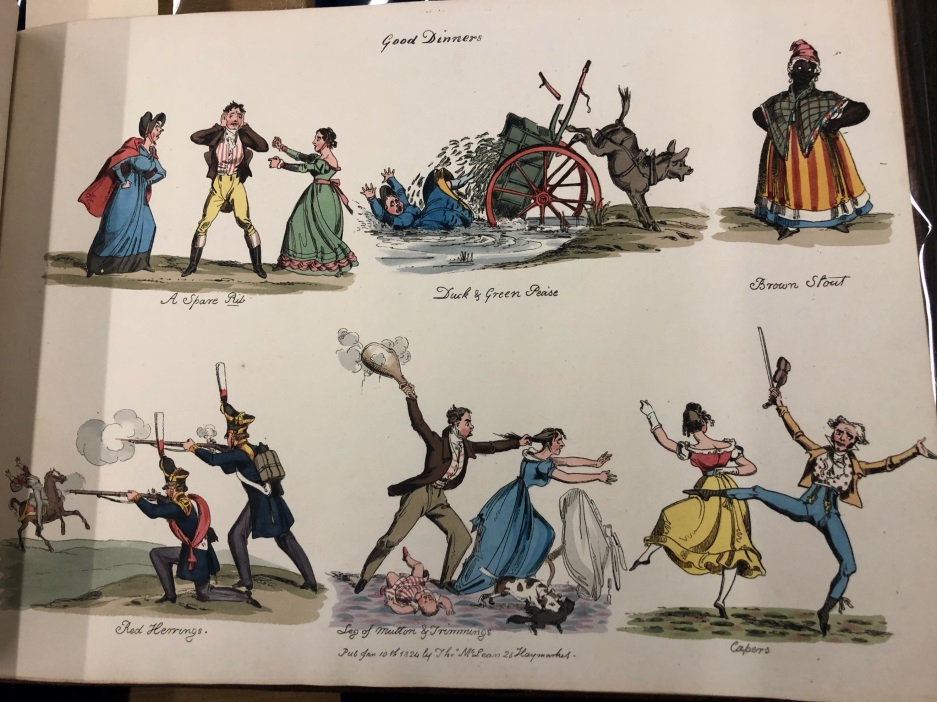 Good Dinners
A Spare Rib
Duck & Green Pease
Brown Stout
Red Herrings.
Leg of Mutton & Trimmings
Capers
Pub Jan 10th 1824 by Thos McLean 26 Haymarket.